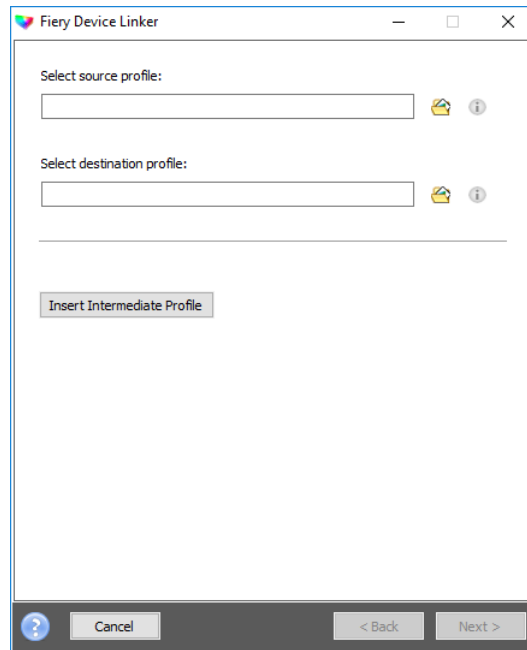 Fiery Device Linker
Select source profile:
Select destination profile:
Insert Intermediate Profile
? Cancel < Back Next >